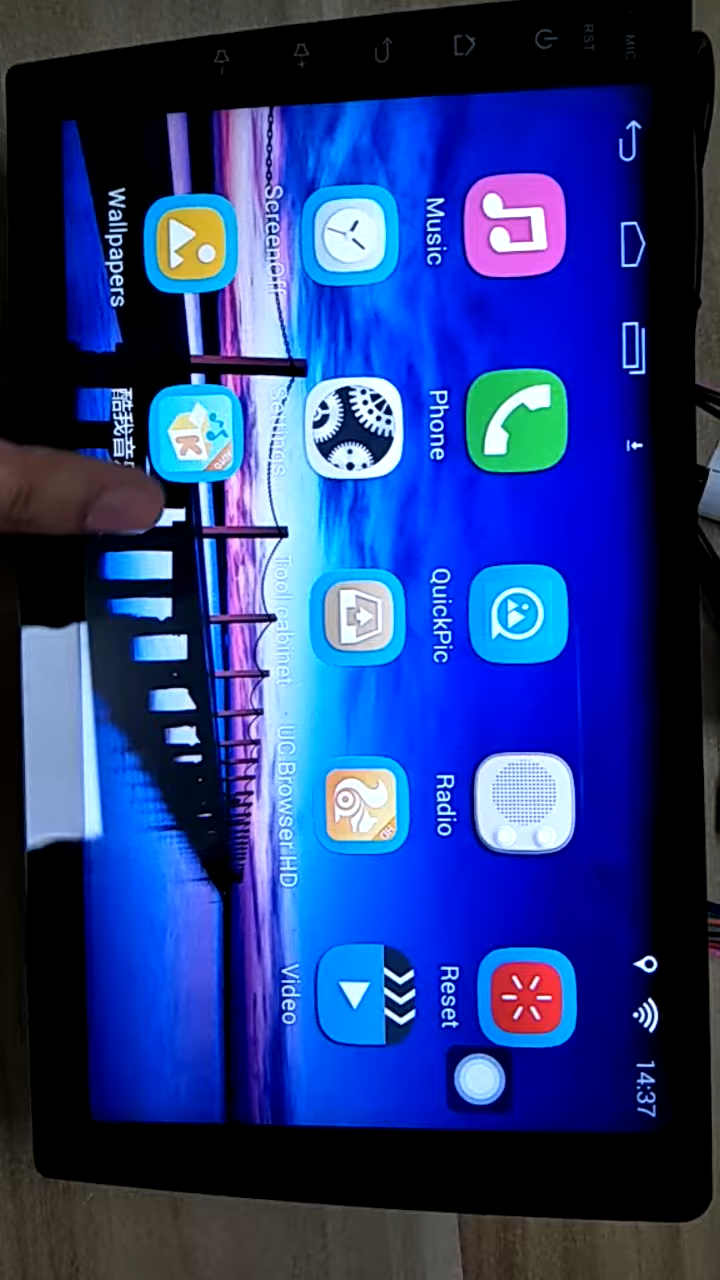 MIC
RST
14:37
Music
Phone
QuickPic
Radio
Reset
ScreenOff
Settings
Tool cabinet
UC Browser HD
HD
Video
Wallpapers
酷我音
K